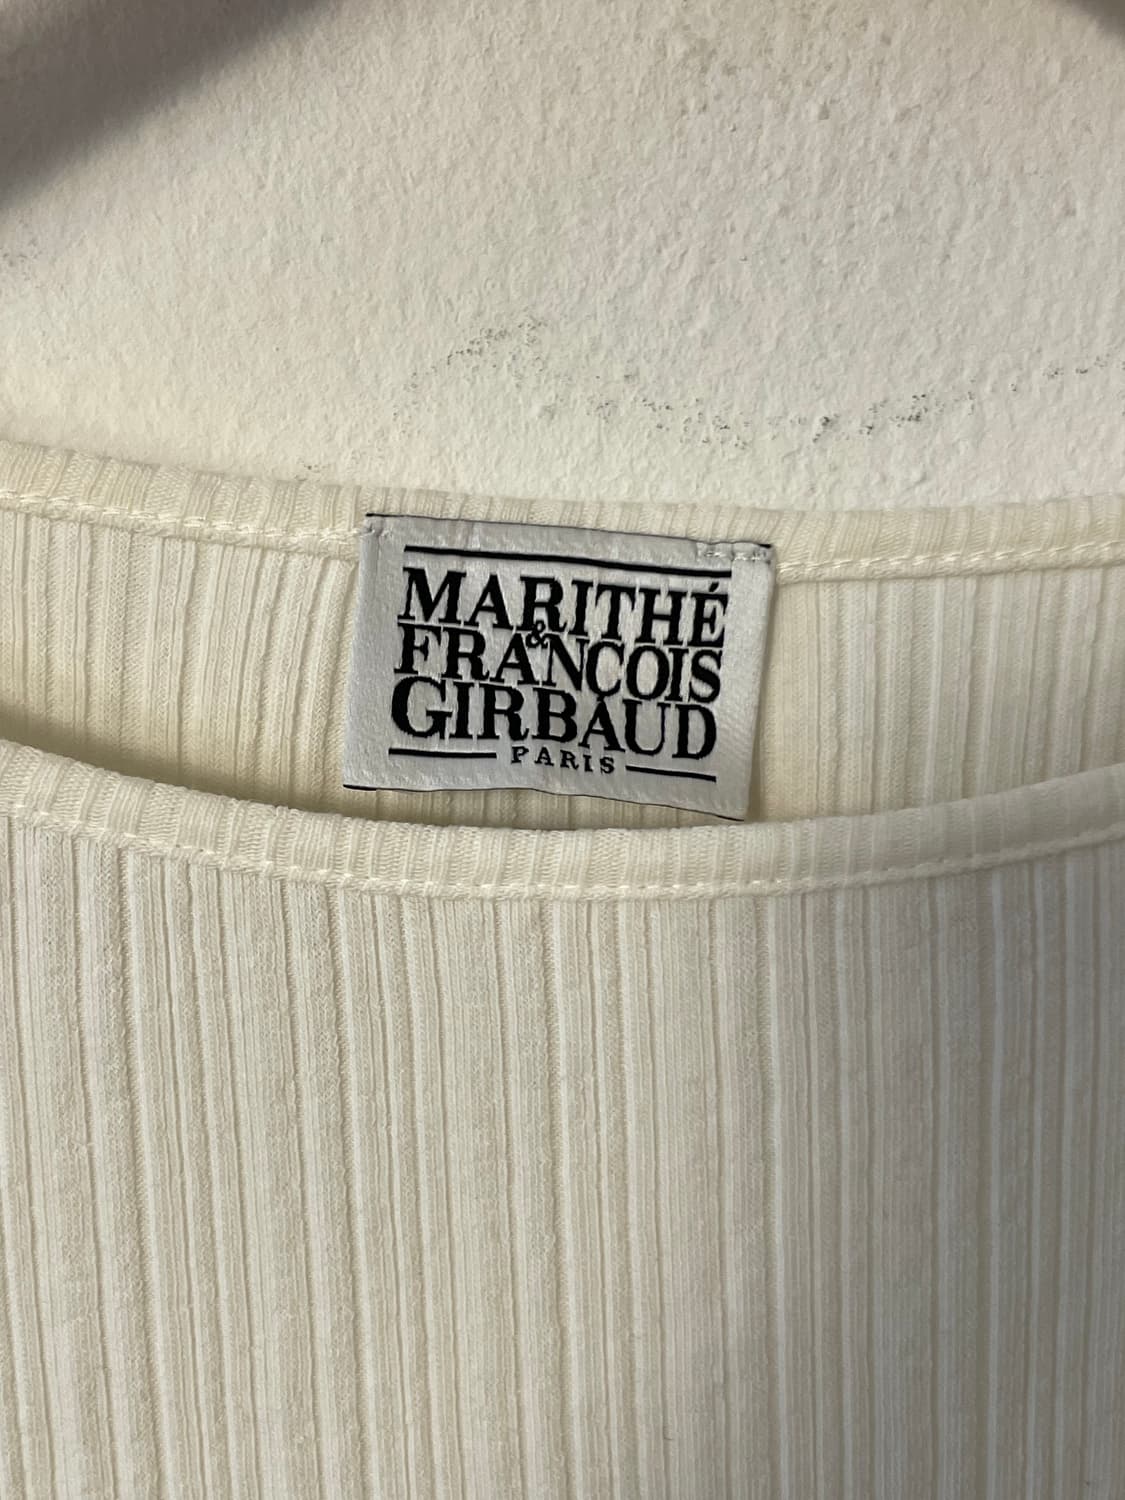 MARITHÉ
&
FRANÇOIS
GIRBAUD
PARIS